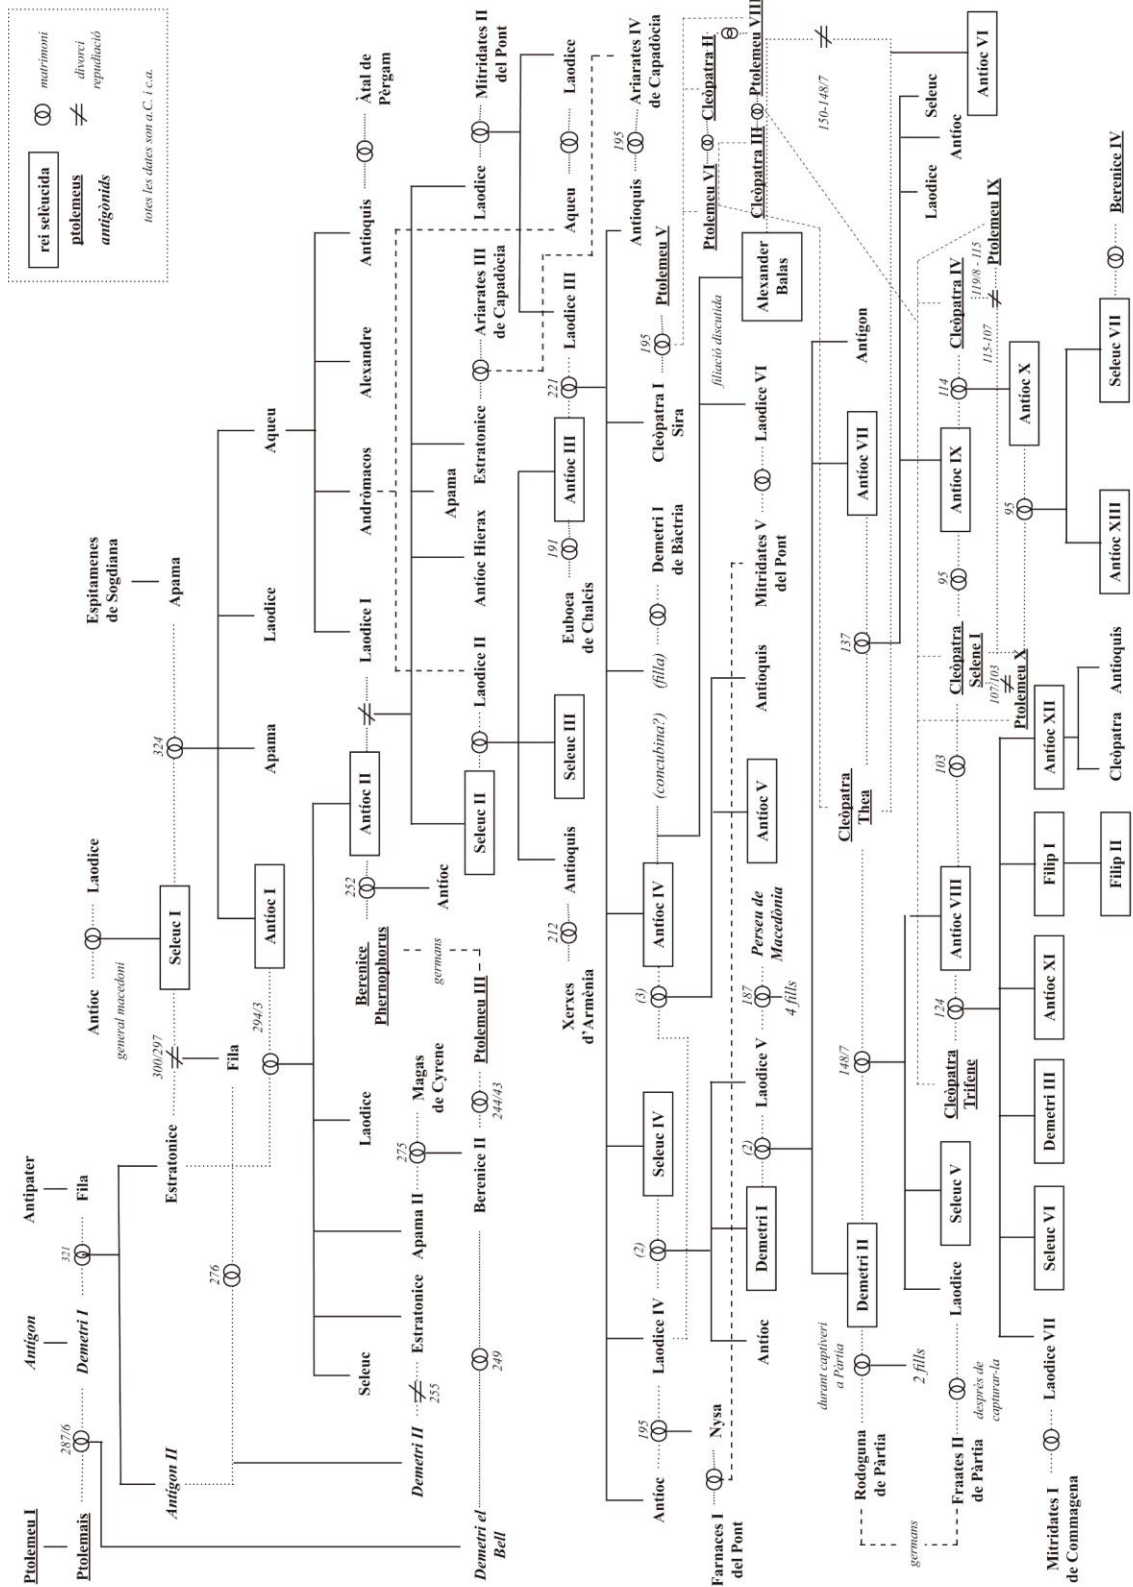 matrimoni
divorci
repudiació
rei selèucida
ptolemeus
antigònids
totes les dates son a.C. i c.a.
Ptolemeu I
Antígon
Antipater
Ptolemais
287/6
Demetri I
321
Fila
Antíoc
Laodice
general macedoni
Espitamenes
de Sogdiana
Antígon II
Estratonice
300/297
Seleuc I
324
Apama
276
Fila
294/3
Antíoc I
Apama
Laodice
Aqueu
Seleuc
Laodice
Berenice
Phernophorus
252
Antíoc II
Laodice I
Andròmacos
Alexandre
Antioquis
Àtal de
Pèrgam
Demetri II
255
Estratonice
Apama II
275
Magas
de Cyrene
germans
Antíoc
Demetri el
Bell
249
Berenice II
244/43
Ptolemeu III
Seleuc II
Laodice II
Antíoc Hierax
Apama
Estratonice
Ariarates III
de Capadòcia
Laodice
Mitridates II
del Pont
Xerxes
d'Armènia
212
Antioquis
Seleuc III
Euboea
de Chalcis
191
Antíoc III
221
Laodice III
Aqueu
Laodice
Antíoc
195
Laodice IV
(2)
Seleuc IV
(3)
Antíoc IV
(concubina?)
(filla)
Demetri I
de Bàctria
Cleòpatra I
Sira
195
Ptolemeu V
Antioquis
195
Ariarates IV
de Capadòcia
Farnaces I
del Pont
Nysa
Antíoc
Demetri I
(2)
Laodice V
187
4 fills
Perseu de
Macedònia
Antíoc V
Antioquis
Mitridates V
del Pont
Laodice VI
filiació discutida
Alexander
Balas
Ptolemeu VI
Cleòpatra II
Cleòpatra III
Ptolemeu VIII
Ptolemeu VIII
150-148/7
durant captiveri
a Pàrtia
Rodoguna
de Pàrtia
2 fills
Demetri II
148/7
Cleòpatra
Thea
137
Antíoc VII
Antígon
germans
Fraates II
de Pàrtia
després de
capturar-la
Laodice
Seleuc V
Cleòpatra
Trifene
124
Antíoc VIII
103
Cleòpatra
Selene I
95
Antíoc IX
114
Cleòpatra IV
119/8 - 115
Ptolemeu IX
115-107
107/103
Ptolemeu X
Laodice
Antíoc
Seleuc
Antíoc VI
Mitridates I
de Commagena
Laodice VII
Seleuc VI
Demetri III
Antíoc XI
Filip I
Filip II
Antíoc XII
Cleòpatra
Antioquis
95
Antíoc X
Antíoc XIII
Seleuc VII
Berenice IV